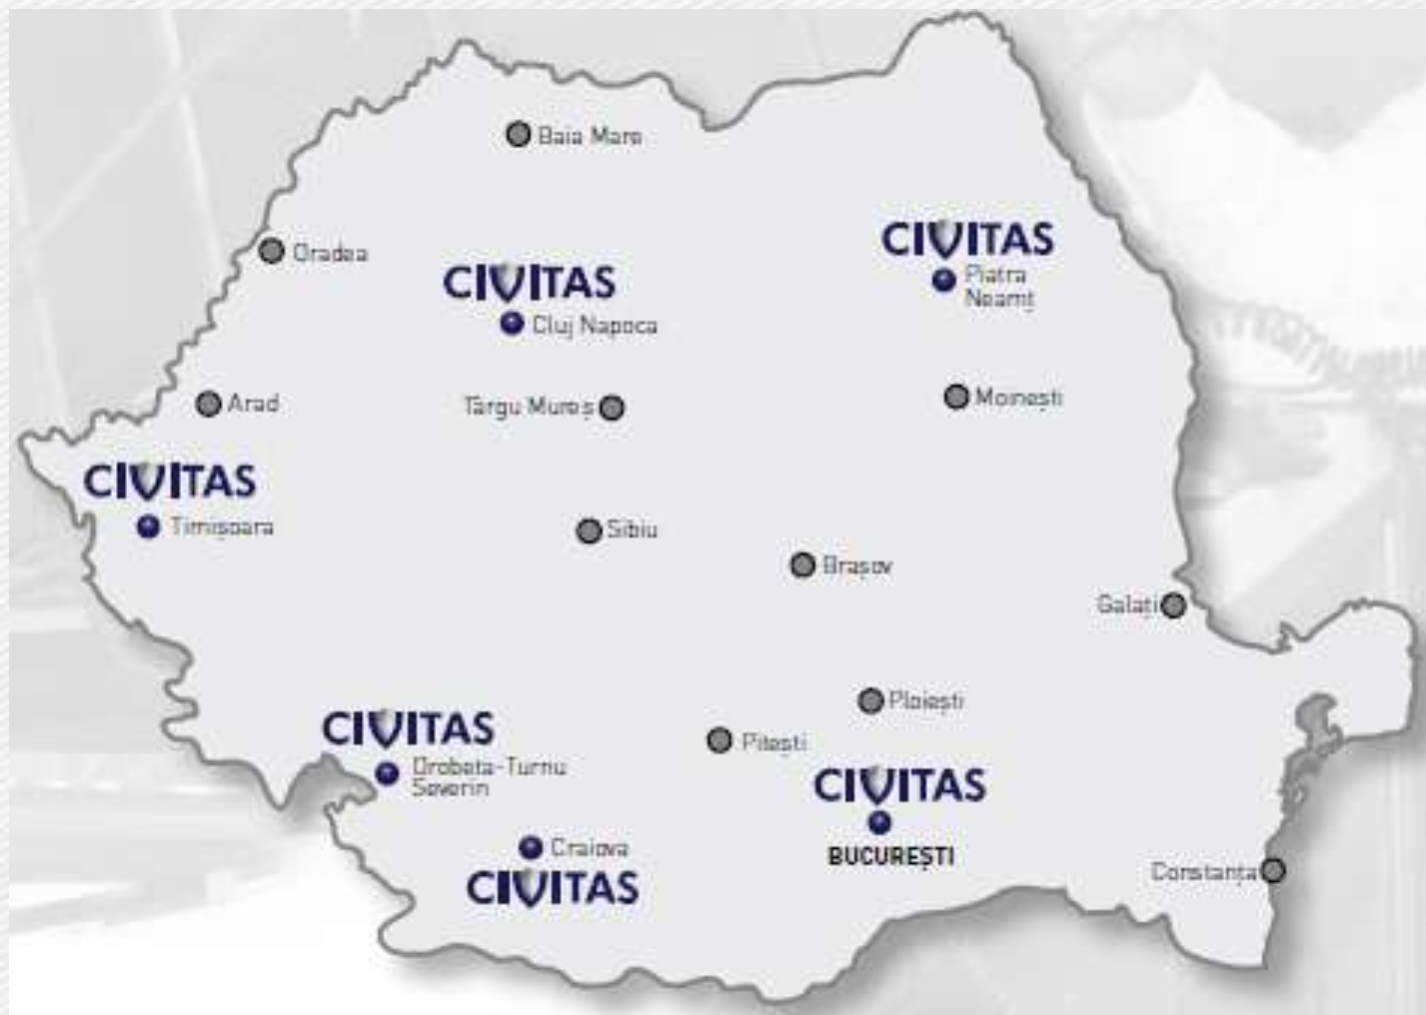 Baia Mare
CIVITAS
Oradea
CIVITAS
Piatra
Neamț
Cluj Napoca
Arad
Târgu Mureș
Moinești
CIVITAS
Timișoara
Sibiu
Brașov
Galați
CIVITAS
Ploiești
Pitești
Drobeta-Turnu
Severin
CIVITAS
Craiova
BUCUREȘTI
CIVITAS
Constanța